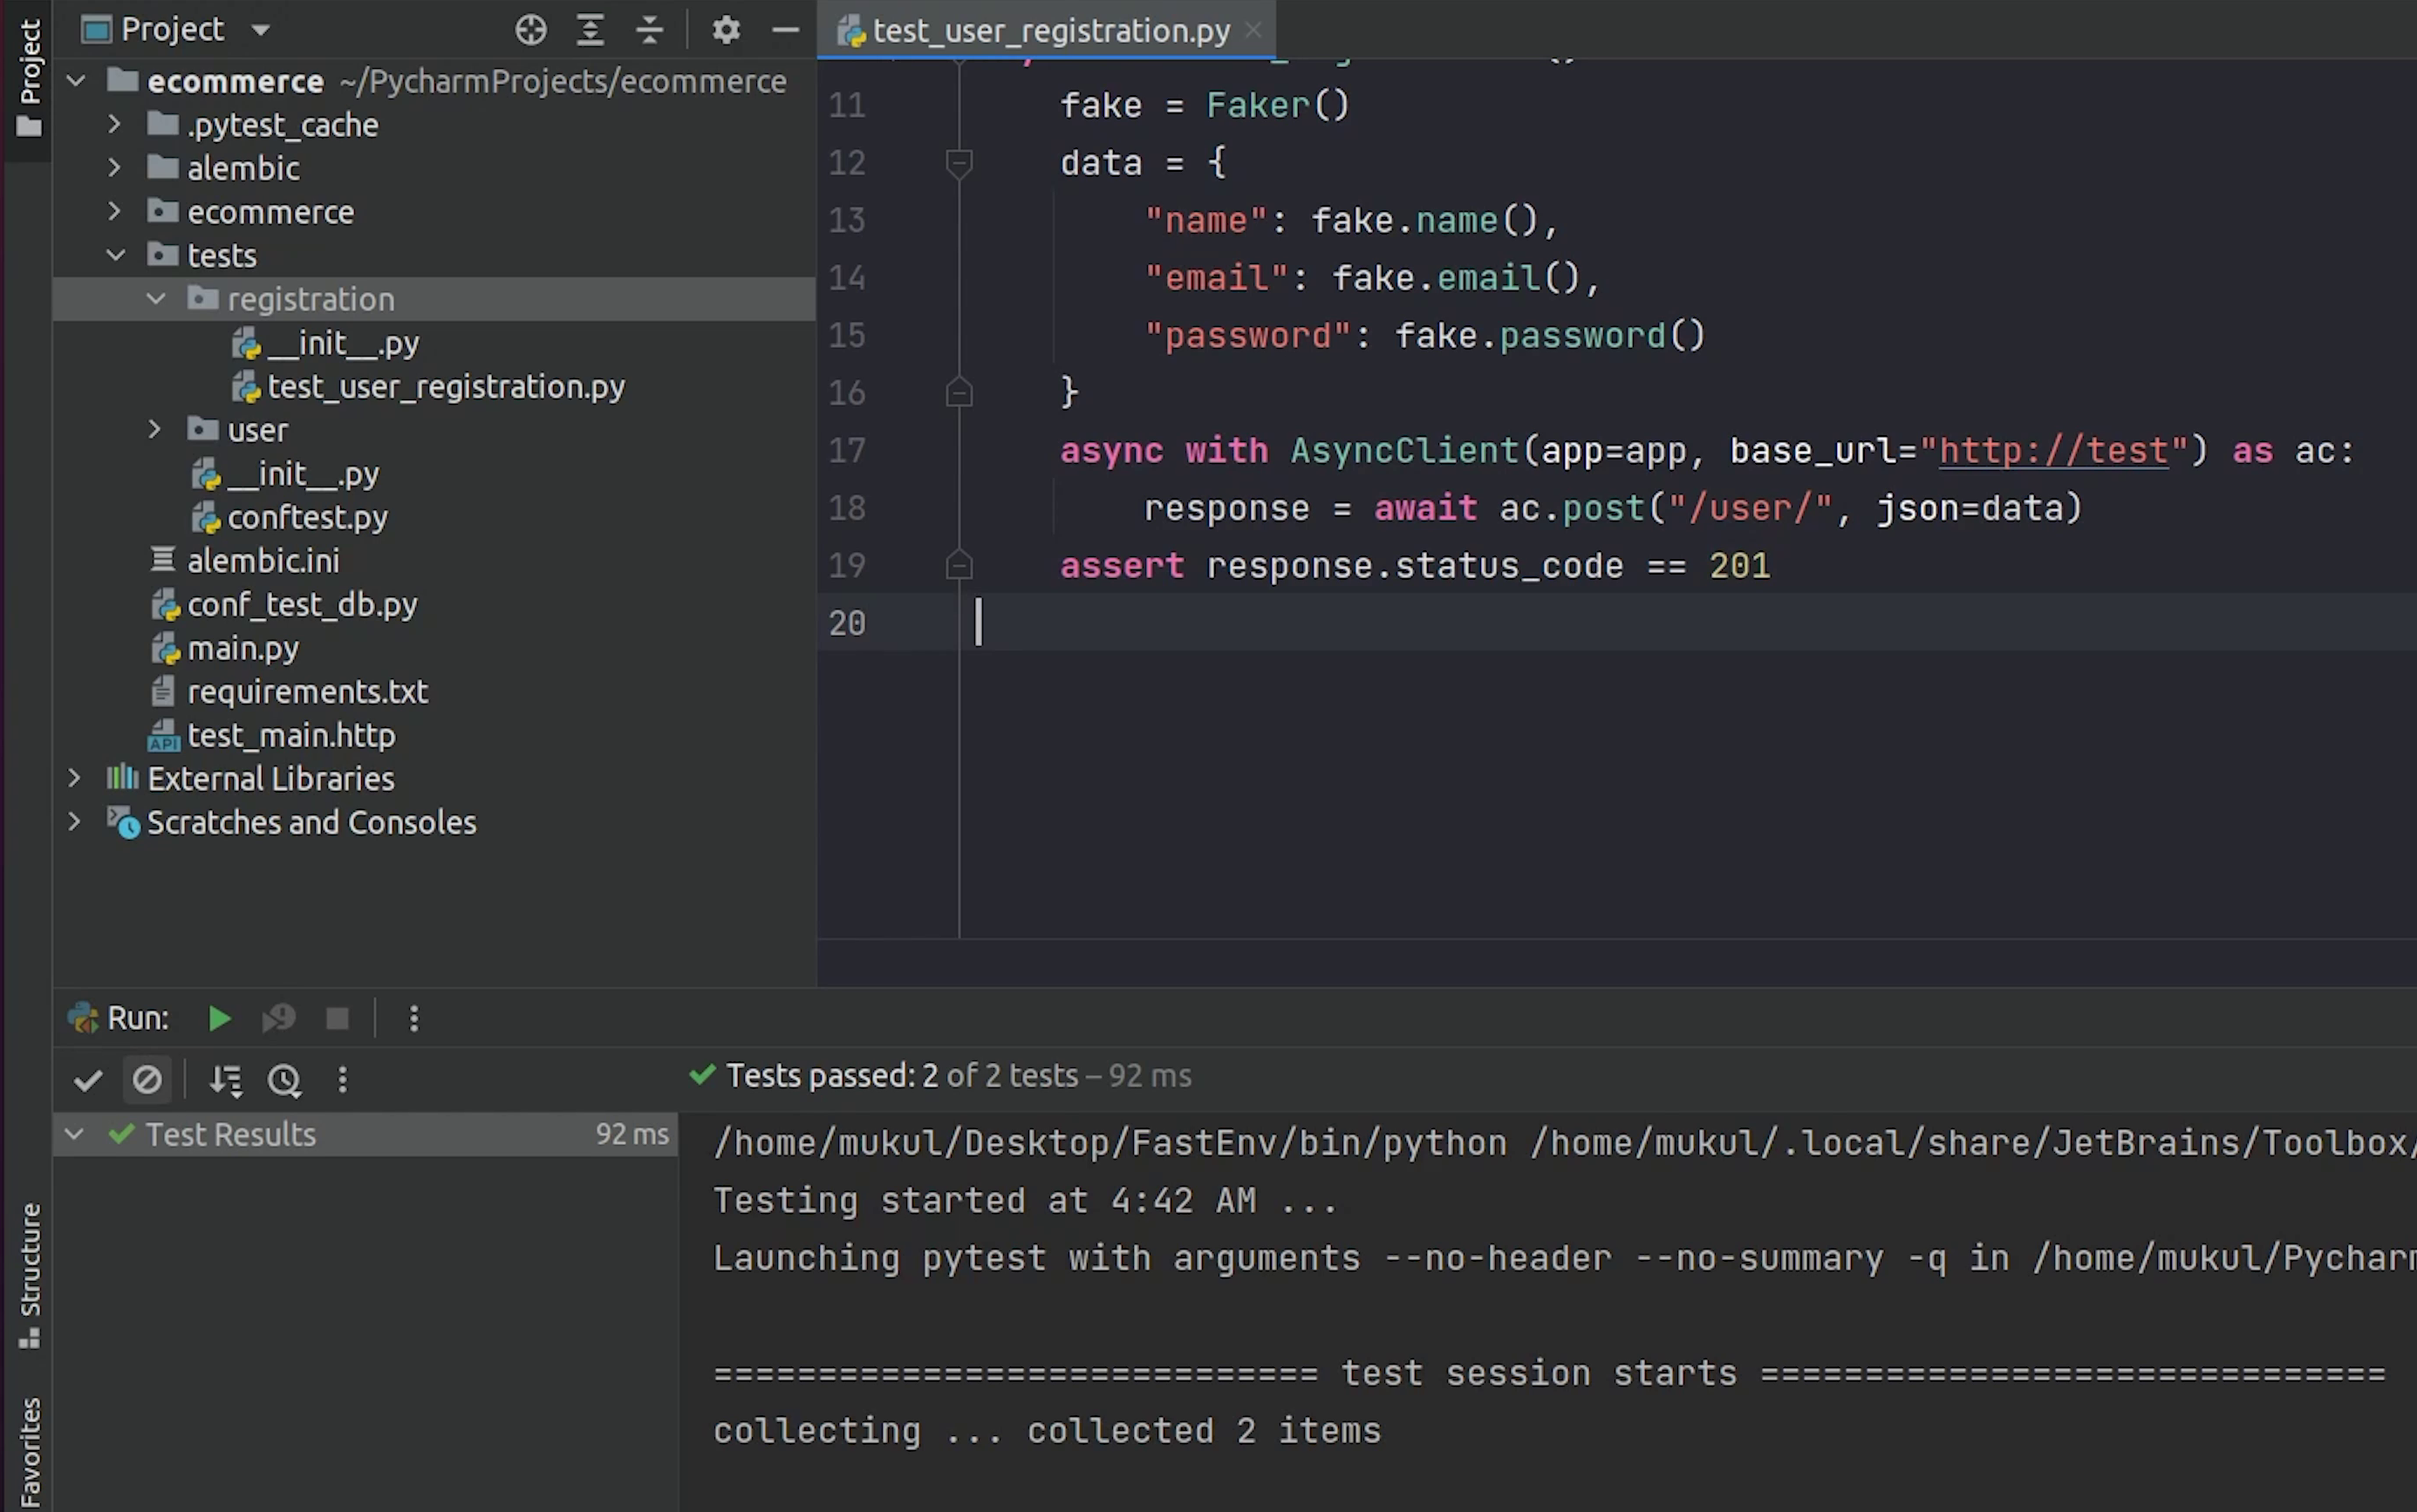 Project
Project
ecommerce ~/PycharmProjects/ecommerce
.pytest_cache
alembic
ecommerce
tests
registration
__init__.py
test_user_registration.py
user
__init__.py
conftest.py
alembic.ini
conf_test_db.py
main.py
requirements.txt
API test_main.http
External Libraries
Scratches and Consoles
test_user_registration.py
11 fake = Faker()
12 data = {
13 "name": fake.name(),
14 "email": fake.email(),
15 "password": fake.password()
16 }
17 async with AsyncClient(app=app, base_url="http://test") as ac:
18 response = await ac.post("/user/", json=data)
19 assert response.status_code == 201
20
Run:
Tests passed: 2 of 2 tests – 92 ms
Test Results 92 ms
/home/mukul/Desktop/FastEnv/bin/python /home/mukul/.local/share/JetBrains/Toolbox/
Testing started at 4:42 AM ...
Launching pytest with arguments --no-header --no-summary -q in /home/mukul/Pycharm
============================= test session starts ==============================
collecting ... collected 2 items
Structure
Favorites